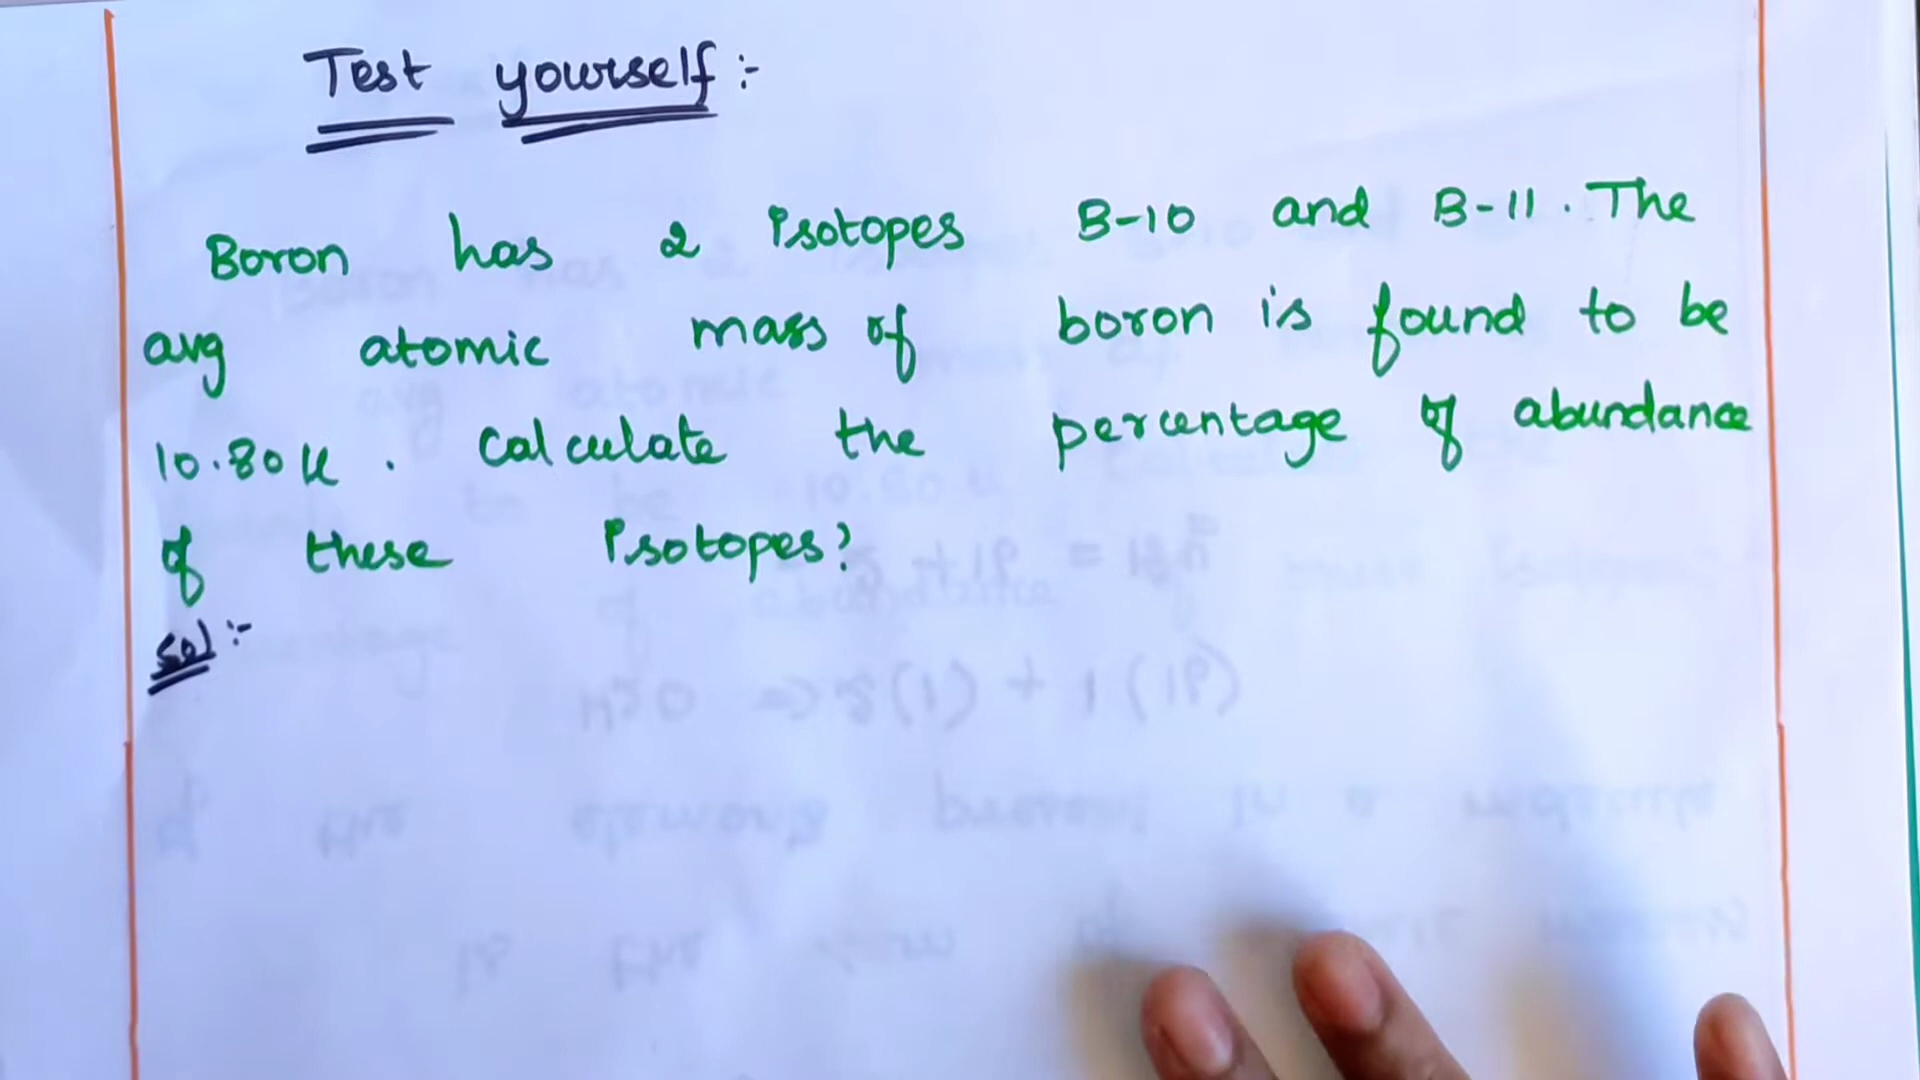 Test yourself :-
Boron has 2 isotopes B-10 and B-11. The
avg atomic mass of boron is found to be
10.80 u. Calculate the percentage of abundance
of these isotopes?
Sol :-